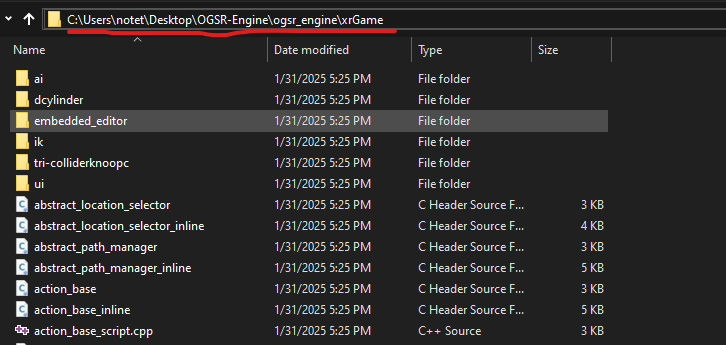 C:\Users\notet\Desktop\OGSR-Engine\ogsr_engine\xrGame
Name Date modified Type Size
ai 1/31/2025 5:25 PM File folder
dcylinder 1/31/2025 5:25 PM File folder
embedded_editor 1/31/2025 5:25 PM File folder
ik 1/31/2025 5:25 PM File folder
tri-colliderknoopc 1/31/2025 5:25 PM File folder
ui 1/31/2025 5:25 PM File folder
abstract_location_selector 1/31/2025 5:25 PM C Header Source F... 3 KB
abstract_location_selector_inline 1/31/2025 5:25 PM C Header Source F... 4 KB
abstract_path_manager 1/31/2025 5:25 PM C Header Source F... 3 KB
abstract_path_manager_inline 1/31/2025 5:25 PM C Header Source F... 5 KB
action_base 1/31/2025 5:25 PM C Header Source F... 3 KB
action_base_inline 1/31/2025 5:25 PM C Header Source F... 5 KB
action_base_script.cpp 1/31/2025 5:25 PM C++ Source 3 KB